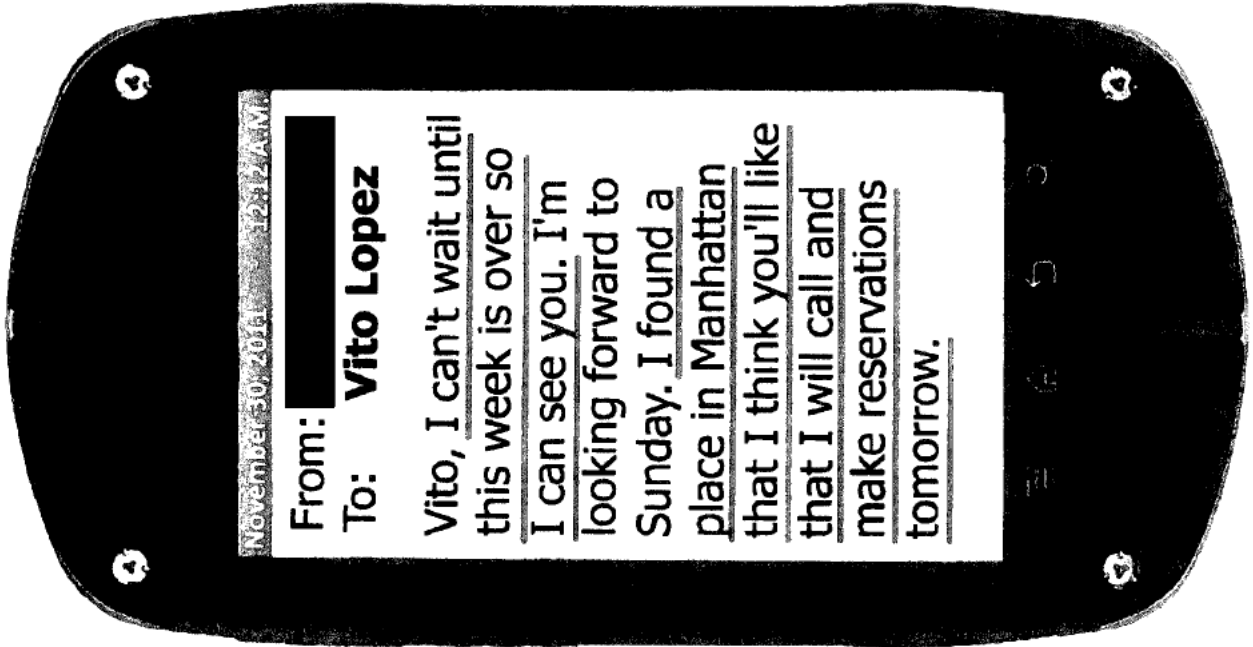 November 30, 2011 12:12 A.M.
From:
To: Vito Lopez
Vito, I can't wait until
this week is over so
I can see you. I'm
looking forward to
Sunday. I found a
place in Manhattan
that I think you'll like
that I will call and
make reservations
tomorrow.